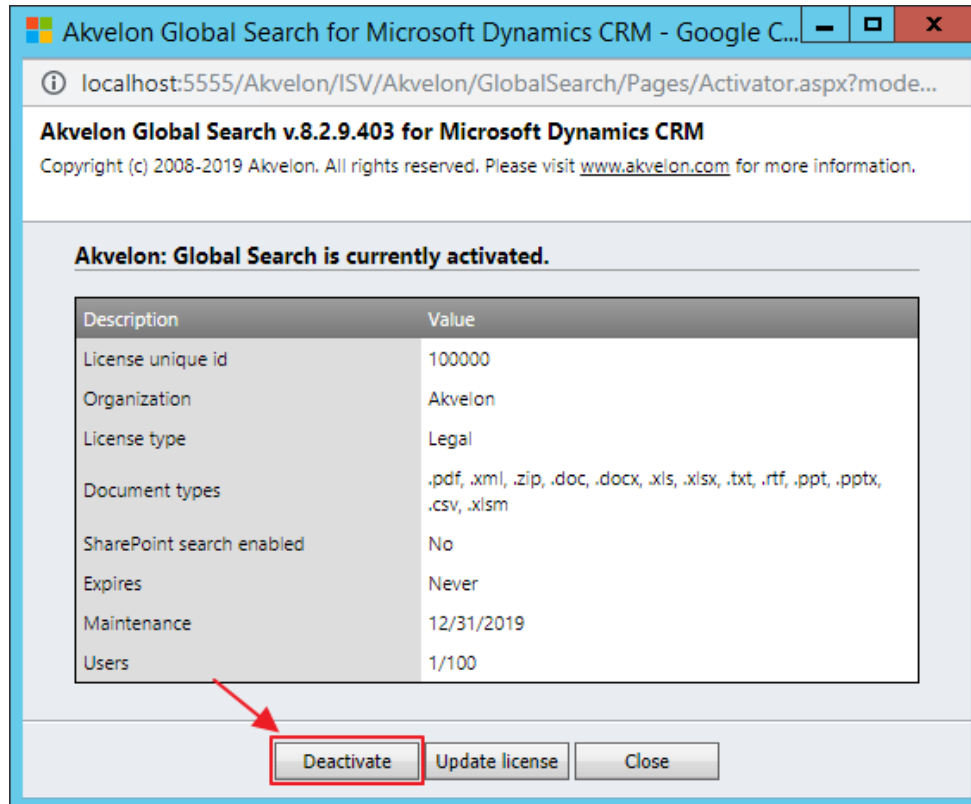 Akvelon Global Search for Microsoft Dynamics CRM - Google C...
localhost:5555/Akvelon/ISV/Akvelon/GlobalSearch/Pages/Activator.aspx?mode...
Akvelon Global Search v.8.2.9.403 for Microsoft Dynamics CRM
Copyright (c) 2008-2019 Akvelon. All rights reserved. Please visit www.akvelon.com for more information.
Akvelon: Global Search is currently activated.
Description Value
License unique id 100000
Organization Akvelon
License type Legal
Document types .pdf, .xml, .zip, .doc, .docx, .xls, .xlsx, .txt, .rtf, .ppt, .pptx,
.csv, .xlsm
SharePoint search enabled No
Expires Never
Maintenance 12/31/2019
Users 1/100
Deactivate Update license Close